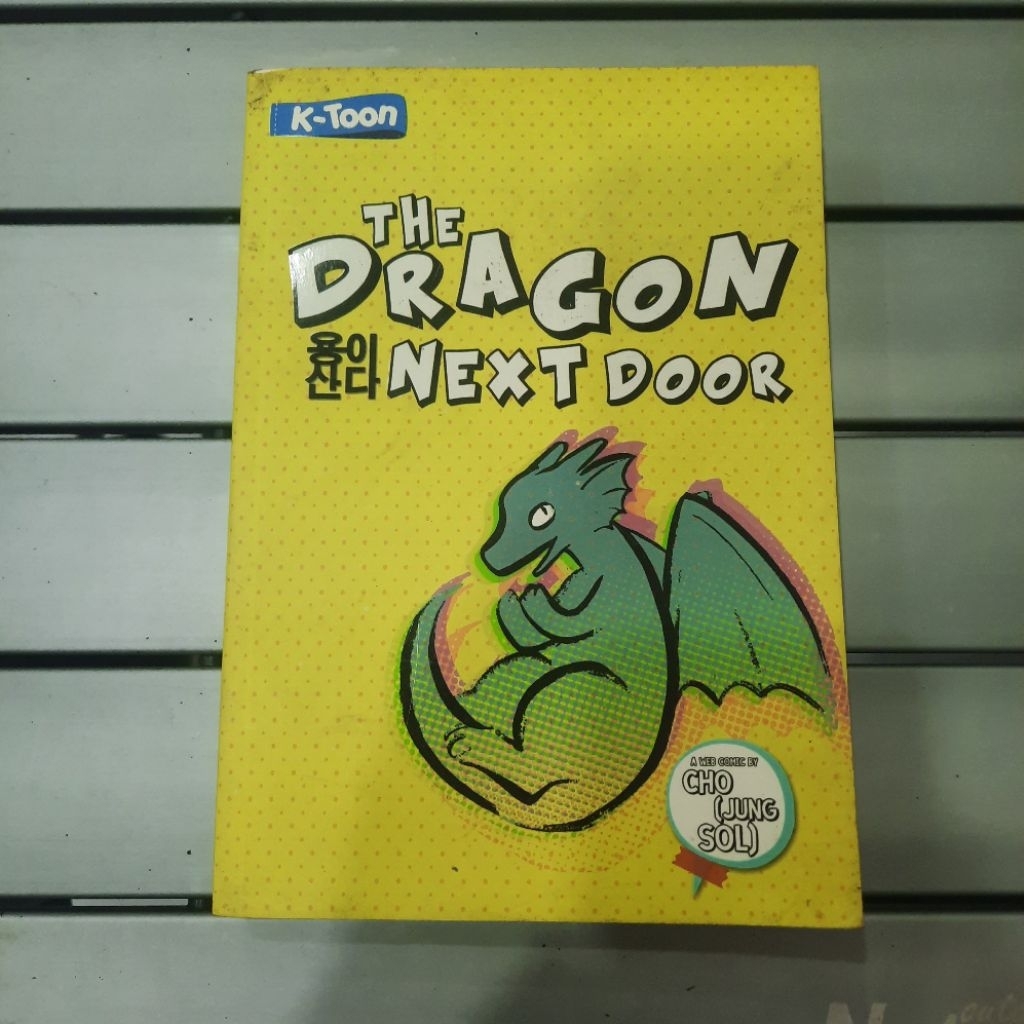 K-Toon
THE
DRAGON
용이
산다
NEXT DOOR
A WEB COMIC BY
CHO
(JUNG
SOL)